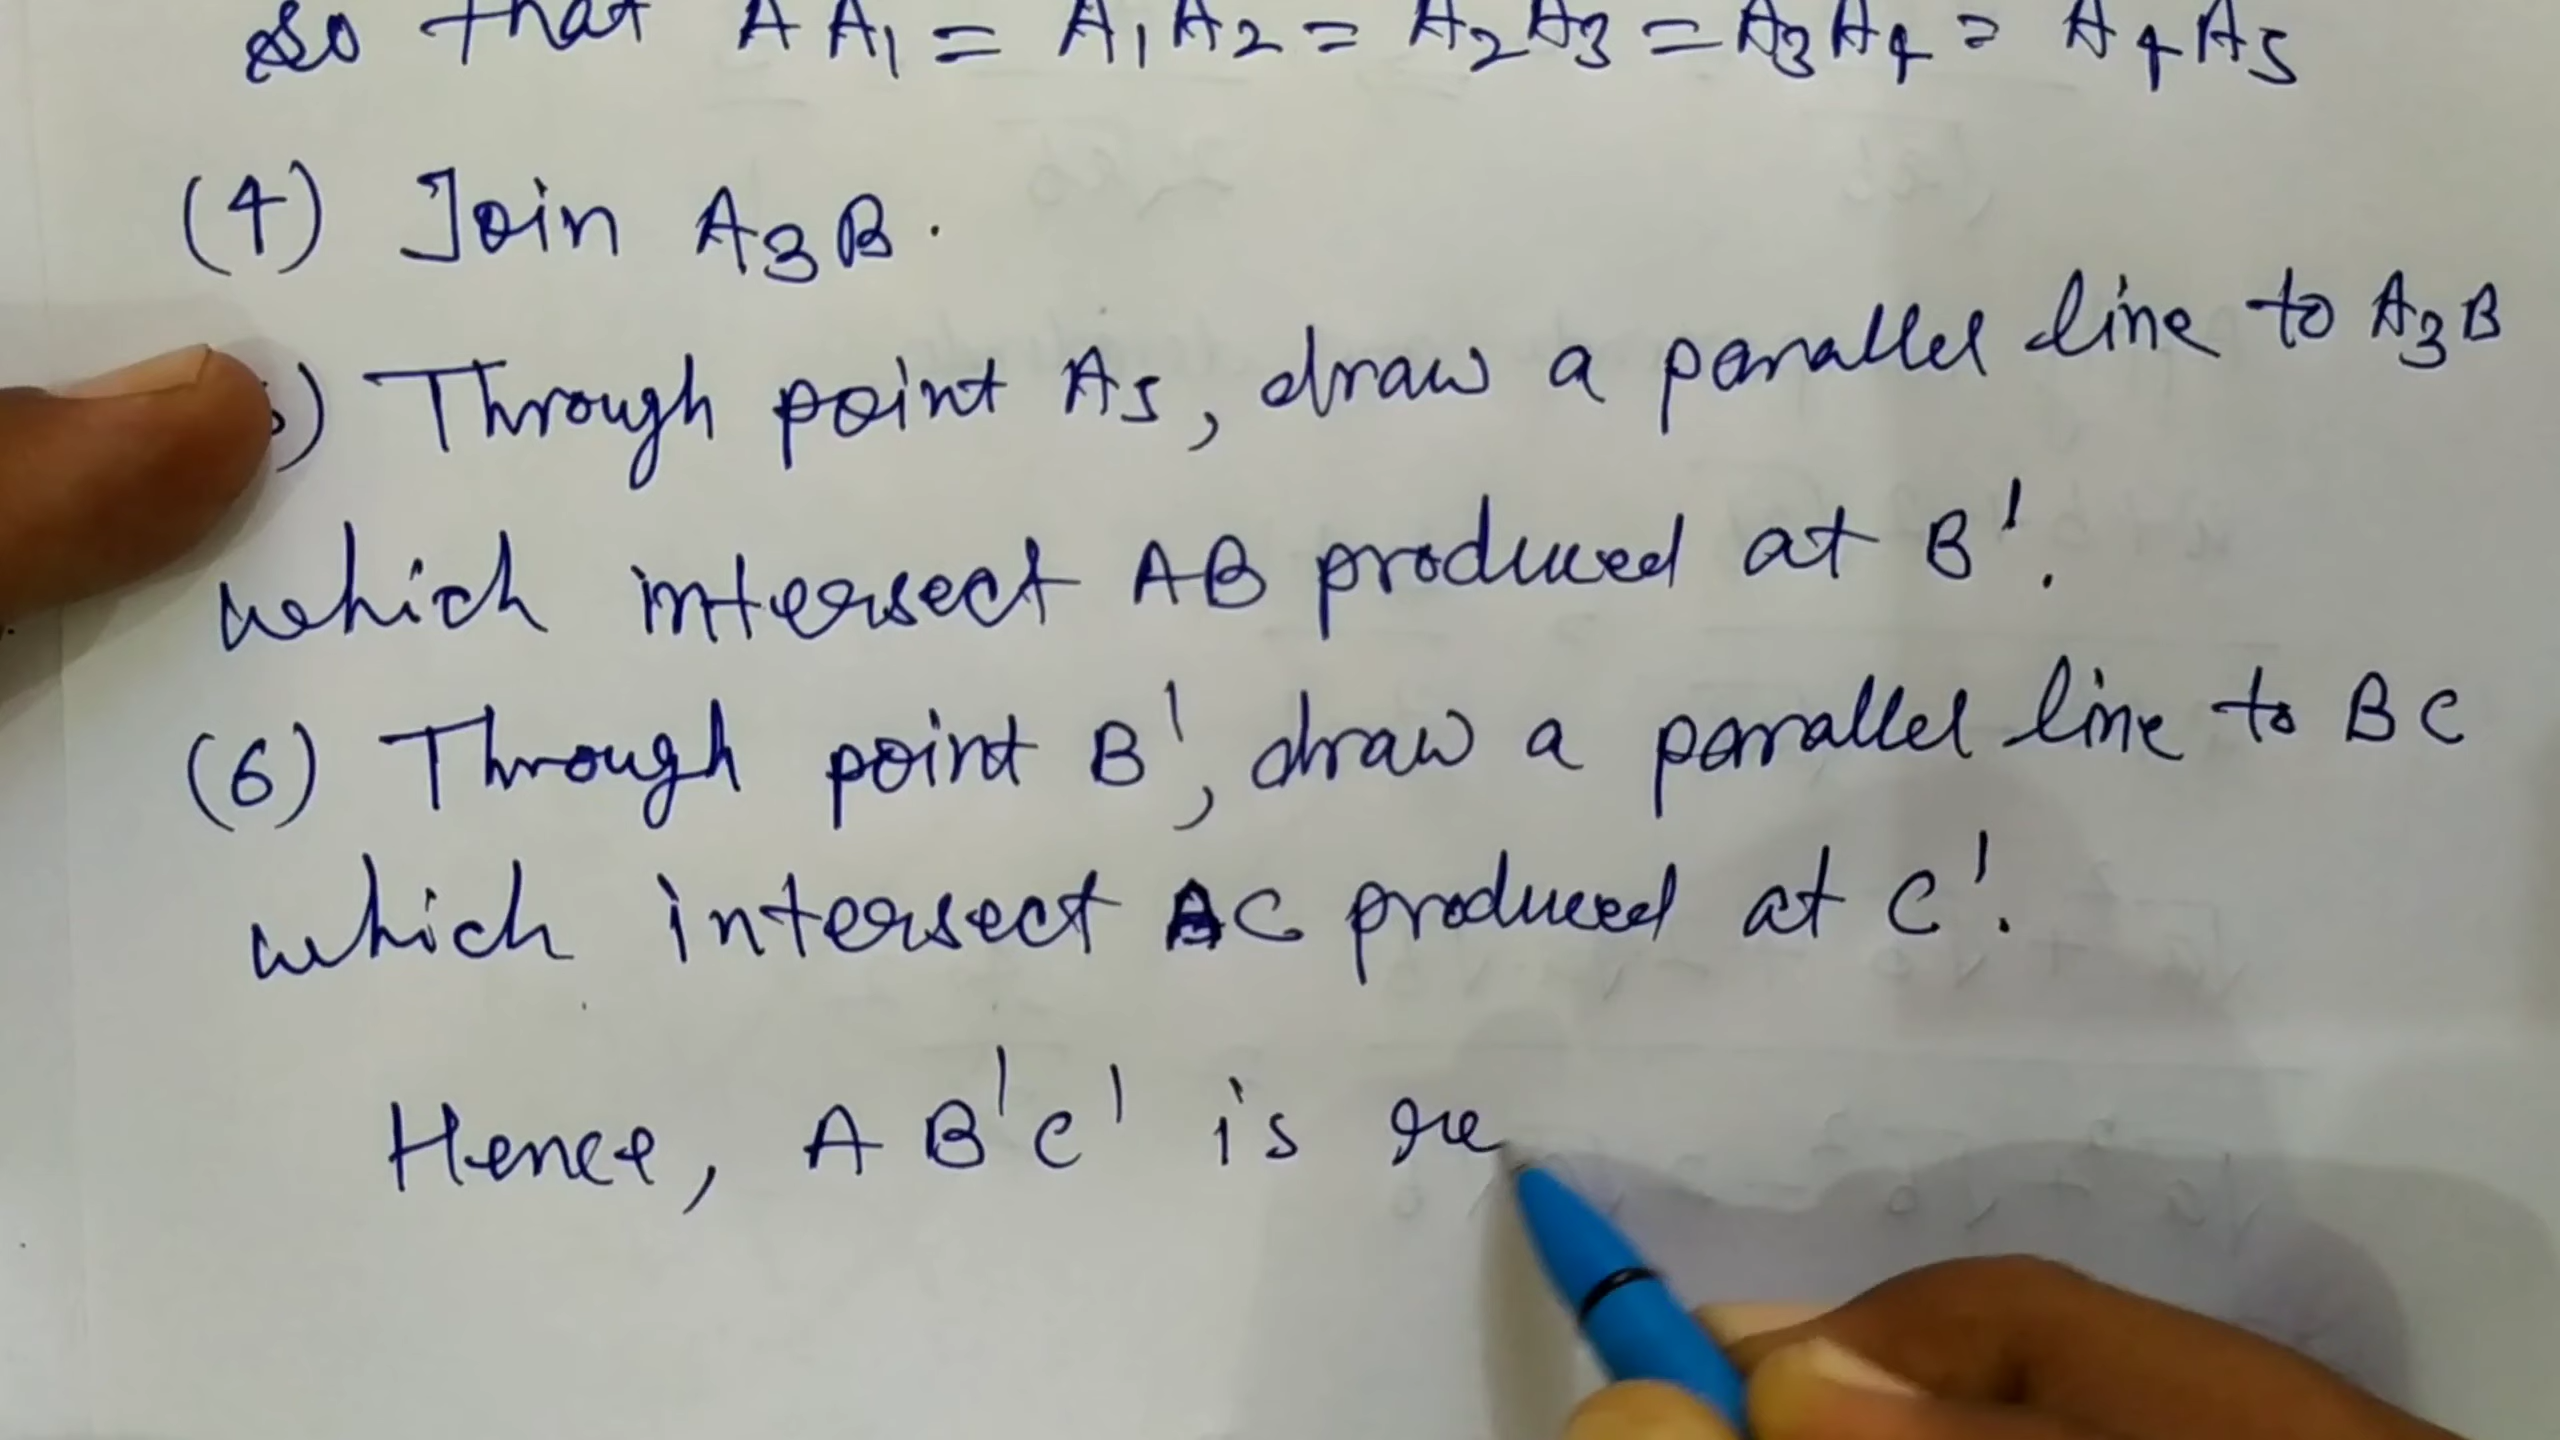 so that AA₁ = A₁A₂ = A₂A₃ = A₃A₄ = A₄A₅
(4) Join A₃B.
) Through point A₅, draw a parallel line to A₃B
which intersect AB produced at B'.
(6) Through point B', draw a parallel line to BC
which intersect AC produced at C'.
Hence, AB'C' is re